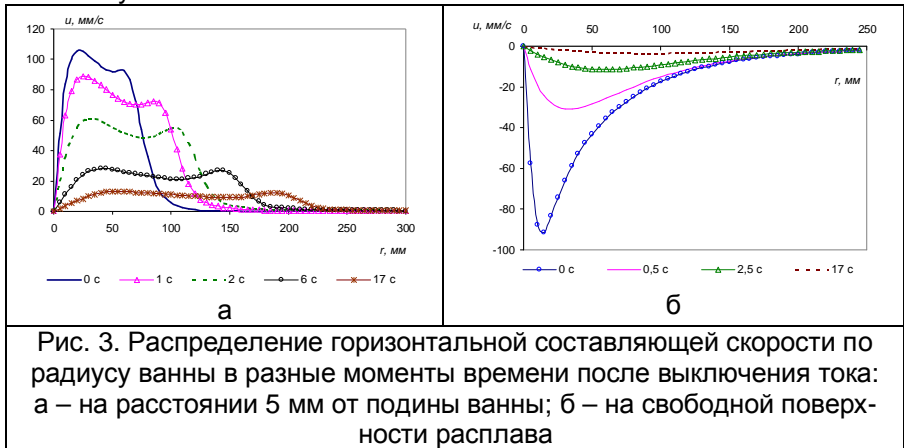 u, мм/с
120
100
80
60
40
20
0
0 50 100 150 200 250 300
r, мм
0 с 1 с 2 с 6 с 17 с
а
u, мм/с
0 50 100 150 200 250
0
r, мм
-20
-40
-60
-80
-100
0 с 0,5 с 2,5 с 17 с
б
Рис. 3. Распределение горизонтальной составляющей скорости по
радиусу ванны в разные моменты времени после выключения тока:
а – на расстоянии 5 мм от подины ванны; б – на свободной поверх-
ности расплава